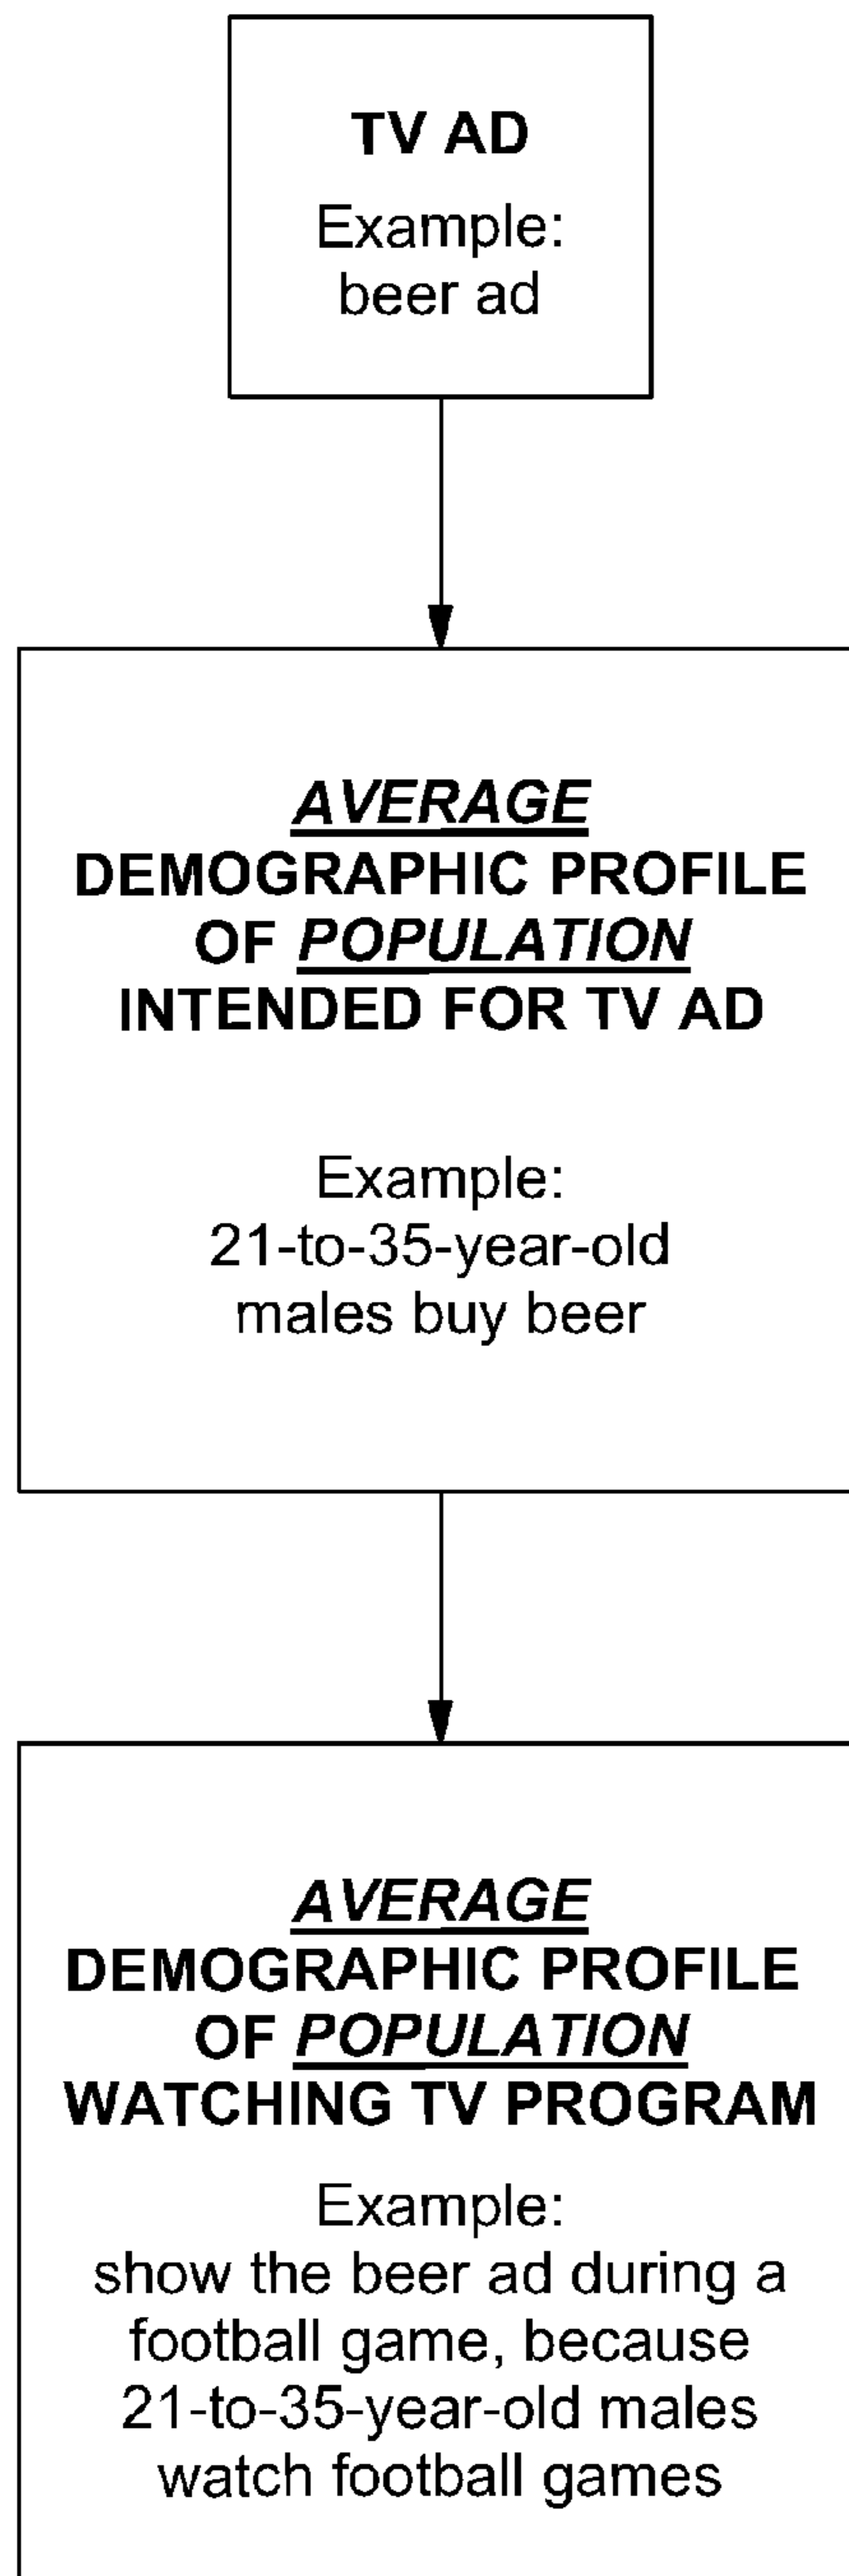 TV AD
Example:
beer ad
AVERAGE
DEMOGRAPHIC PROFILE
OF POPULATION
INTENDED FOR TV AD
Example:
21-to-35-year-old
males buy beer
AVERAGE
DEMOGRAPHIC PROFILE
OF POPULATION
WATCHING TV PROGRAM
Example:
show the beer ad during a
football game, because
21-to-35-year-old males
watch football games